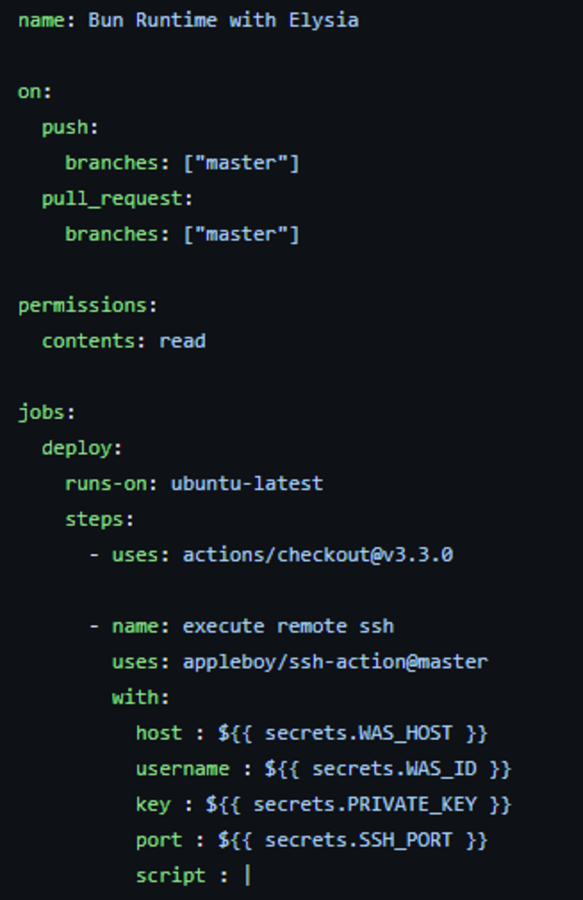 name: Bun Runtime with Elysia
on:
push:
branches: ["master"]
pull_request:
branches: ["master"]
permissions:
contents: read
jobs:
deploy:
runs-on: ubuntu-latest
steps:
- uses: actions/checkout@v3.3.0
- name: execute remote ssh
uses: appleboy/ssh-action@master
with:
host : ${{ secrets.WAS_HOST }}
username : ${{ secrets.WAS_ID }}
key : ${{ secrets.PRIVATE_KEY }}
port : ${{ secrets.SSH_PORT }}
script : |